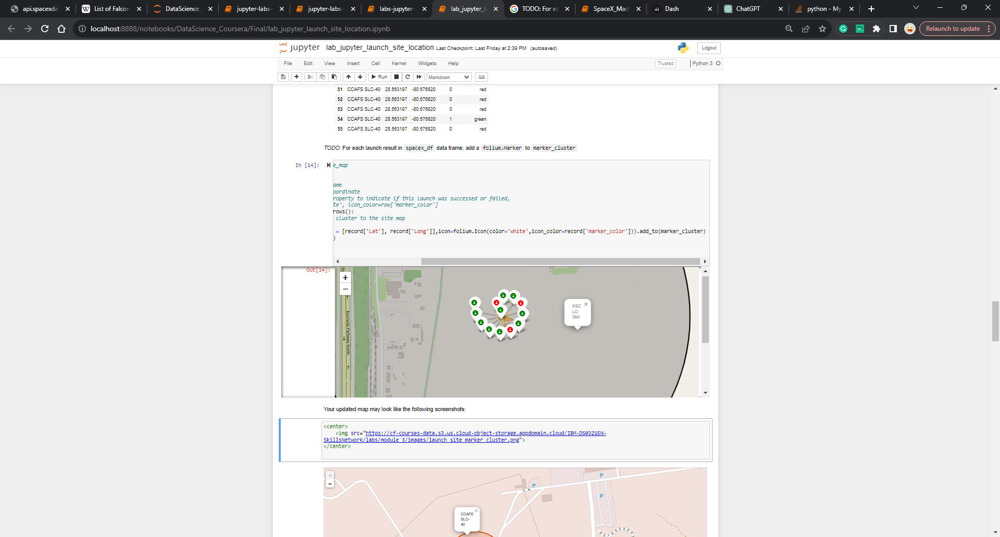 api.spacexdat
List of Falcon
DataScience_
jupyter-labs-
jupyter-labs-
labs-jupyter-
lab_jupyter_l
TODO: For ea
SpaceX_Mach
Dash
ChatGPT
python - My
localhost:8888/notebooks/DataScience_Coursera/Final/lab_jupyter_launch_site_location.ipynb
Relaunch to update
jupyter lab_jupyter_launch_site_location Last Checkpoint: Last Friday at 2:39 PM (autosaved)
Logout
File Edit View Insert Cell Kernel Widgets Help
Trusted
Python 3
Run
Markdown
51 CCAFS SLC-40 28.563197 -80.576820 0 red
52 CCAFS SLC-40 28.563197 -80.576820 0 red
53 CCAFS SLC-40 28.563197 -80.576820 0 red
54 CCAFS SLC-40 28.563197 -80.576820 1 green
55 CCAFS SLC-40 28.563197 -80.576820 0 red
TODO: For each launch result in spacex_df data frame, add a folium.Marker to marker_cluster
In [14]:
e_map
ame
oordinate
roperty to indicate if this launch was successed or failed,
te', icon_color=row['marker_color']
rows():
cluster to the site map
= [record['Lat'], record['Long']],icon=folium.Icon(color='white',icon_color=record['marker_color'])).add_to(marker_cluster)
)
Out[14]:
+
−
Kennedy Parkway North
KSC
LC-
39A
×
Your updated map may look like the following screenshots:
<center>
<img src="https://cf-courses-data.s3.us.cloud-object-storage.appdomain.cloud/IBM-DS0321EN-
SkillsNetwork/labs/module_3/images/launch_site_marker_cluster.png">
</center>
+
−
P
P
P
CCAFS
SLC-
40
×